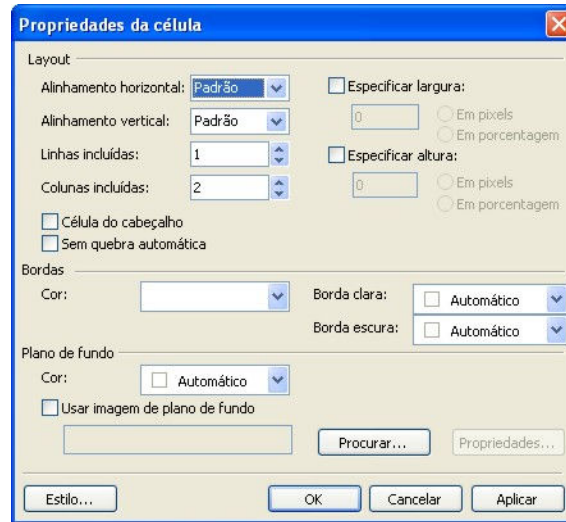 Propriedades da célula
Layout
Alinhamento horizontal: Padrão
Especificar largura:
0
Em pixels
Em porcentagem
Alinhamento vertical: Padrão
Linhas incluídas: 1
Especificar altura:
0
Em pixels
Em porcentagem
Colunas incluídas: 2
Célula do cabeçalho
Sem quebra automática
Bordas
Cor:
Borda clara: Automático
Borda escura: Automático
Plano de fundo
Cor: Automático
Usar imagem de plano de fundo
Procurar... Propriedades...
Estilo... OK Cancelar Aplicar